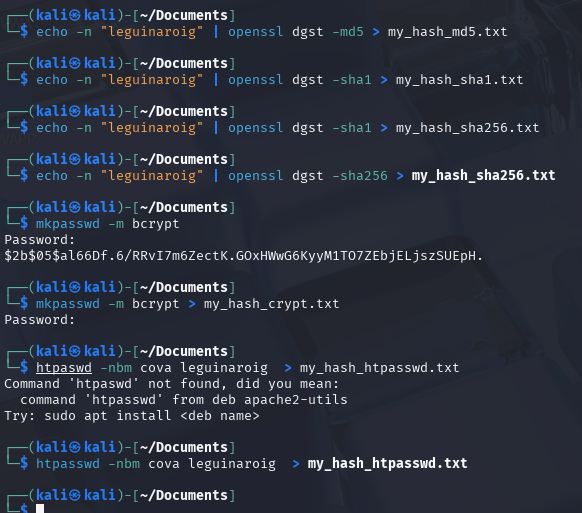 ┌──(kali㉿kali)-[~/Documents]
└─$ echo -n "leguinaroig" | openssl dgst -md5 > my_hash_md5.txt
┌──(kali㉿kali)-[~/Documents]
└─$ echo -n "leguinaroig" | openssl dgst -sha1 > my_hash_sha1.txt
┌──(kali㉿kali)-[~/Documents]
└─$ echo -n "leguinaroig" | openssl dgst -sha1 > my_hash_sha256.txt
┌──(kali㉿kali)-[~/Documents]
└─$ echo -n "leguinaroig" | openssl dgst -sha256 > my_hash_sha256.txt
┌──(kali㉿kali)-[~/Documents]
└─$ mkpasswd -m bcrypt
Password:
$2b$05$al66Df.6/RRvI7m6ZectK.GOxHWwG6KyyM1TO7ZEbjELjszSUEpH.
┌──(kali㉿kali)-[~/Documents]
└─$ mkpasswd -m bcrypt > my_hash_crypt.txt
Password:
┌──(kali㉿kali)-[~/Documents]
└─$ htpaswd -nbm cova leguinaroig  > my_hash_htpasswd.txt
Command 'htpaswd' not found, did you mean:
  command 'htpasswd' from deb apache2-utils
Try: sudo apt install <deb name>
┌──(kali㉿kali)-[~/Documents]
└─$ htpasswd -nbm cova leguinaroig  > my_hash_htpasswd.txt
┌──(kali㉿kali)-[~/Documents]
└─$